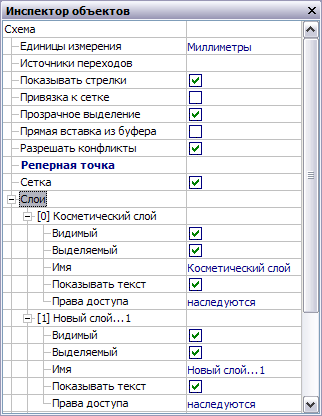 Инспектор объектов
Схема
Единицы измерения Миллиметры
Источники переходов
Показывать стрелки
Привязка к сетке
Прозрачное выделение
Прямая вставка из буфера
Разрешать конфликты
Реперная точка
Сетка
Слои
[0] Косметический слой
Видимый
Выделяемый
Имя Косметический слой
Показывать текст
Права доступа наследуются
[1] Новый слой...1
Видимый
Выделяемый
Имя Новый слой...1
Показывать текст
Права доступа наследуются